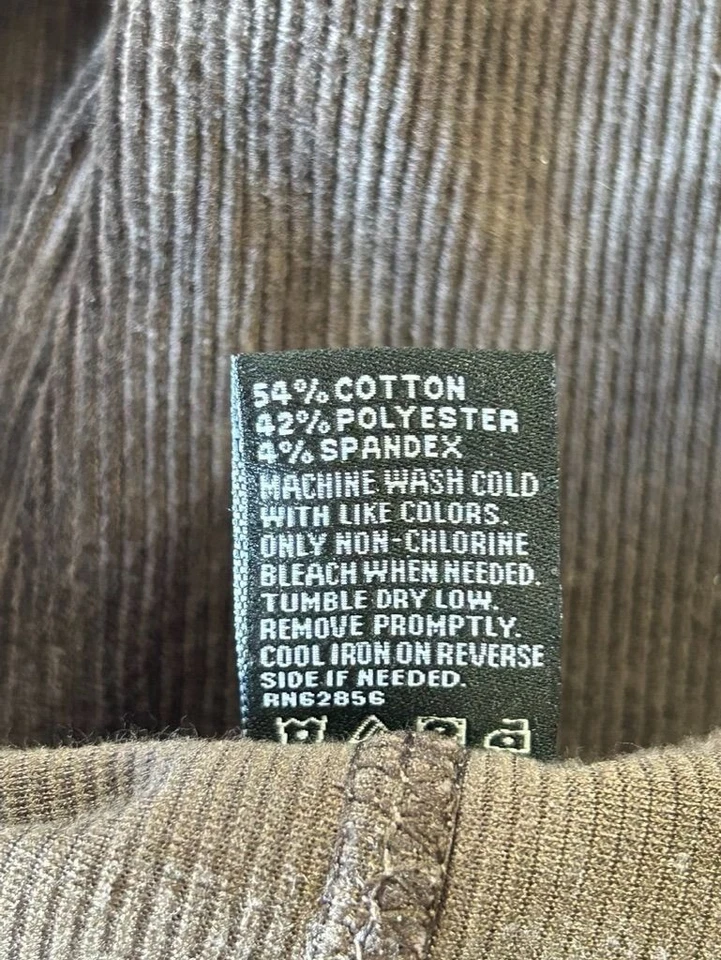 54% COTTON
42% POLYESTER
4% SPANDEX
MACHINE WASH COLD
WITH LIKE COLORS.
ONLY NON-CHLORINE
BLEACH WHEN NEEDED.
TUMBLE DRY LOW.
REMOVE PROMPTLY.
COOL IRON ON REVERSE
SIDE IF NEEDED.
RN62856